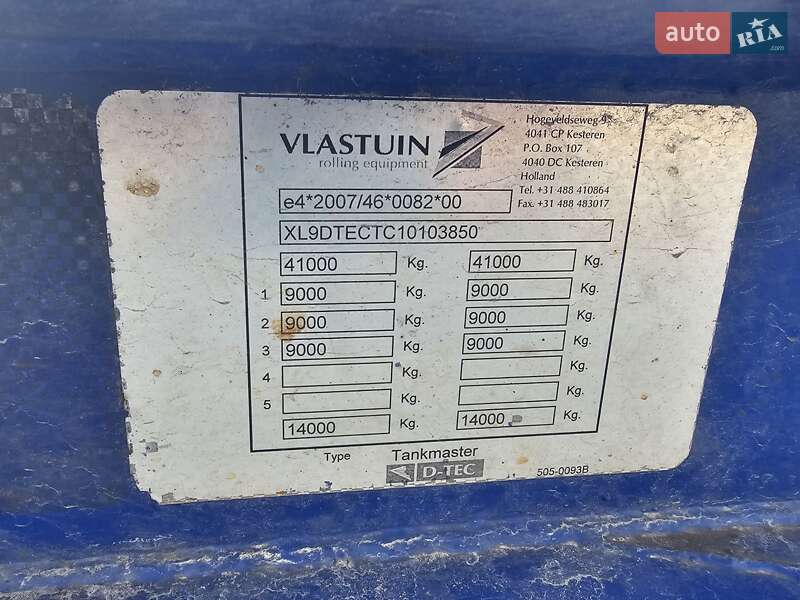 auto RIA.com
VLASTUIN
rolling equipment
Hogeveldseweg 9
4041 CP Kesteren
P.O. Box 107
4040 DC Kesteren
Holland
Tel. +31 488 410864
Fax. +31 488 483017
e4*2007/46*0082*00
XL9DTECTC10103850
41000 Kg. 41000 Kg.
1 9000 Kg. 9000 Kg.
2 9000 Kg. 9000 Kg.
3 9000 Kg. 9000 Kg.
4 Kg. Kg.
5 Kg. Kg.
14000 Kg. 14000 Kg.
Type Tankmaster
D-TEC
505-0093B